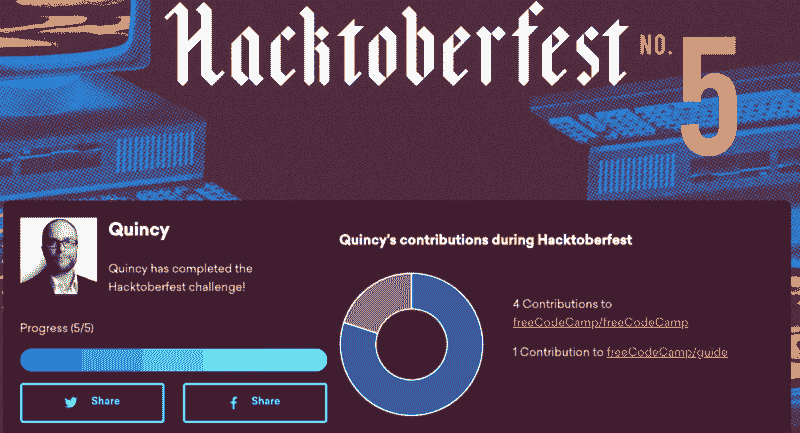 Hacktoberfest NO. 5
Quincy
Quincy has completed the
Hacktoberfest challenge!
Progress (5/5)
Share
Share
Quincy's contributions during Hacktoberfest
4 Contributions to
freeCodeCamp/freeCodeCamp
1 Contribution to freeCodeCamp/guide